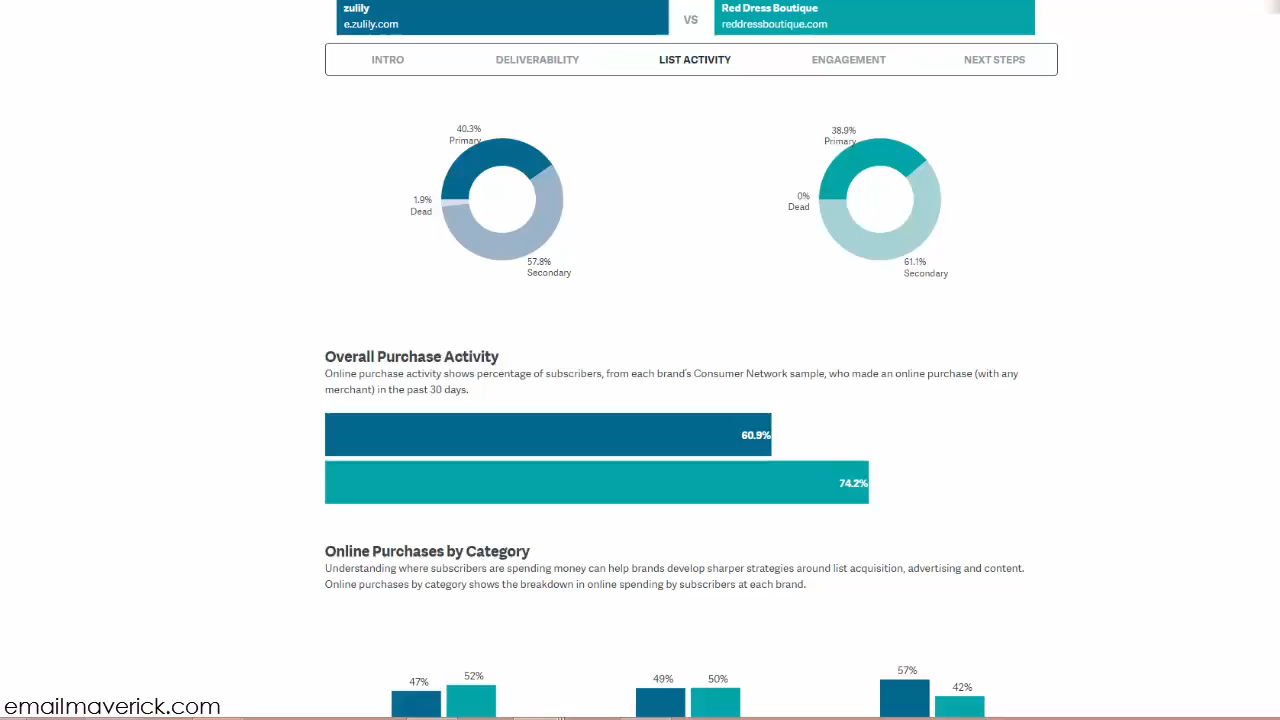 zulily
e.zulily.com
VS
Red Dress Boutique
reddressboutique.com
INTRO
DELIVERABILITY
LIST ACTIVITY
ENGAGEMENT
NEXT STEPS
40.3%
Primary
1.9%
Dead
57.8%
Secondary
38.9%
Primary
0%
Dead
61.1%
Secondary
Overall Purchase Activity
Online purchase activity shows percentage of subscribers, from each brand's Consumer Network sample, who made an online purchase (with any
merchant) in the past 30 days.
60.9%
74.2%
Online Purchases by Category
Understanding where subscribers are spending money can help brands develop sharper strategies around list acquisition, advertising and content.
Online purchases by category shows the breakdown in online spending by subscribers at each brand.
47%
52%
49%
50%
57%
42%
emailmaverick.com